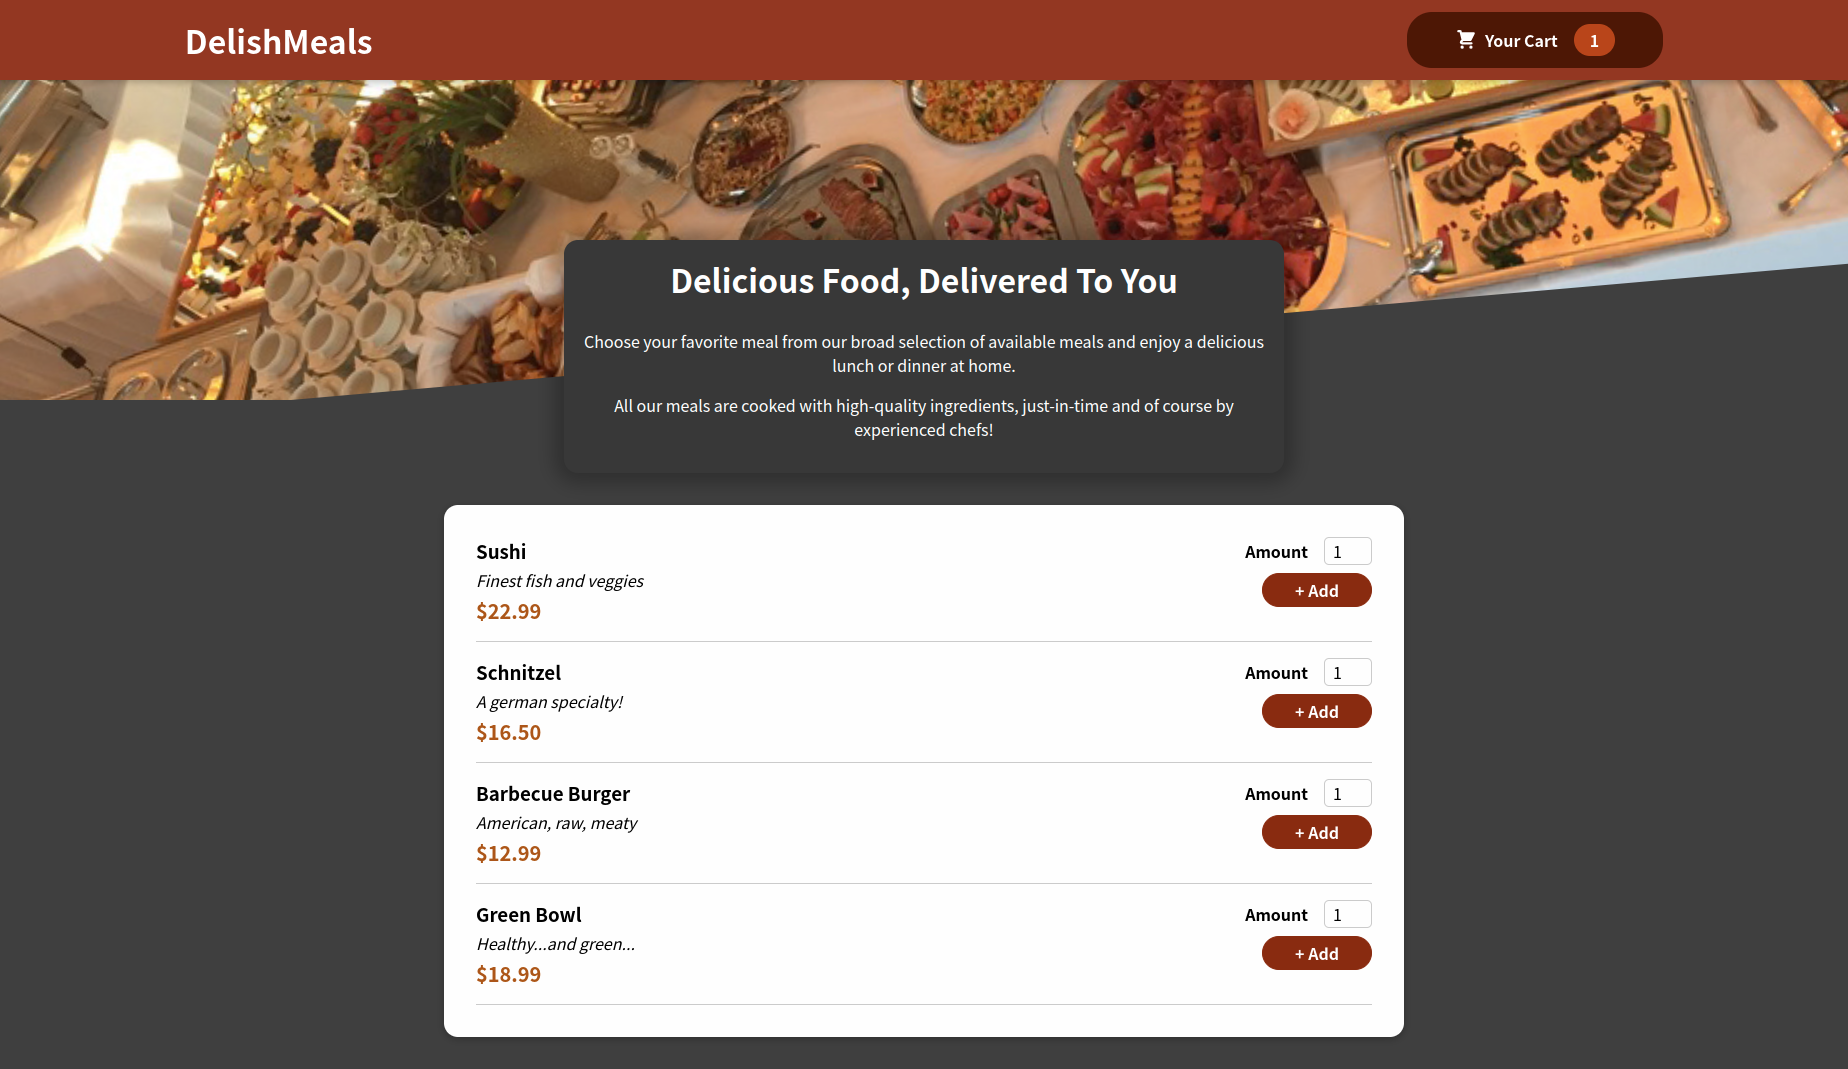 DelishMeals
Your Cart 1
Delicious Food, Delivered To You
Choose your favorite meal from our broad selection of available meals and enjoy a delicious
lunch or dinner at home.
All our meals are cooked with high-quality ingredients, just-in-time and of course by
experienced chefs!
Sushi
Finest fish and veggies
$22.99
Amount 1
+ Add
Schnitzel
A german specialty!
$16.50
Amount 1
+ Add
Barbecue Burger
American, raw, meaty
$12.99
Amount 1
+ Add
Green Bowl
Healthy...and green...
$18.99
Amount 1
+ Add